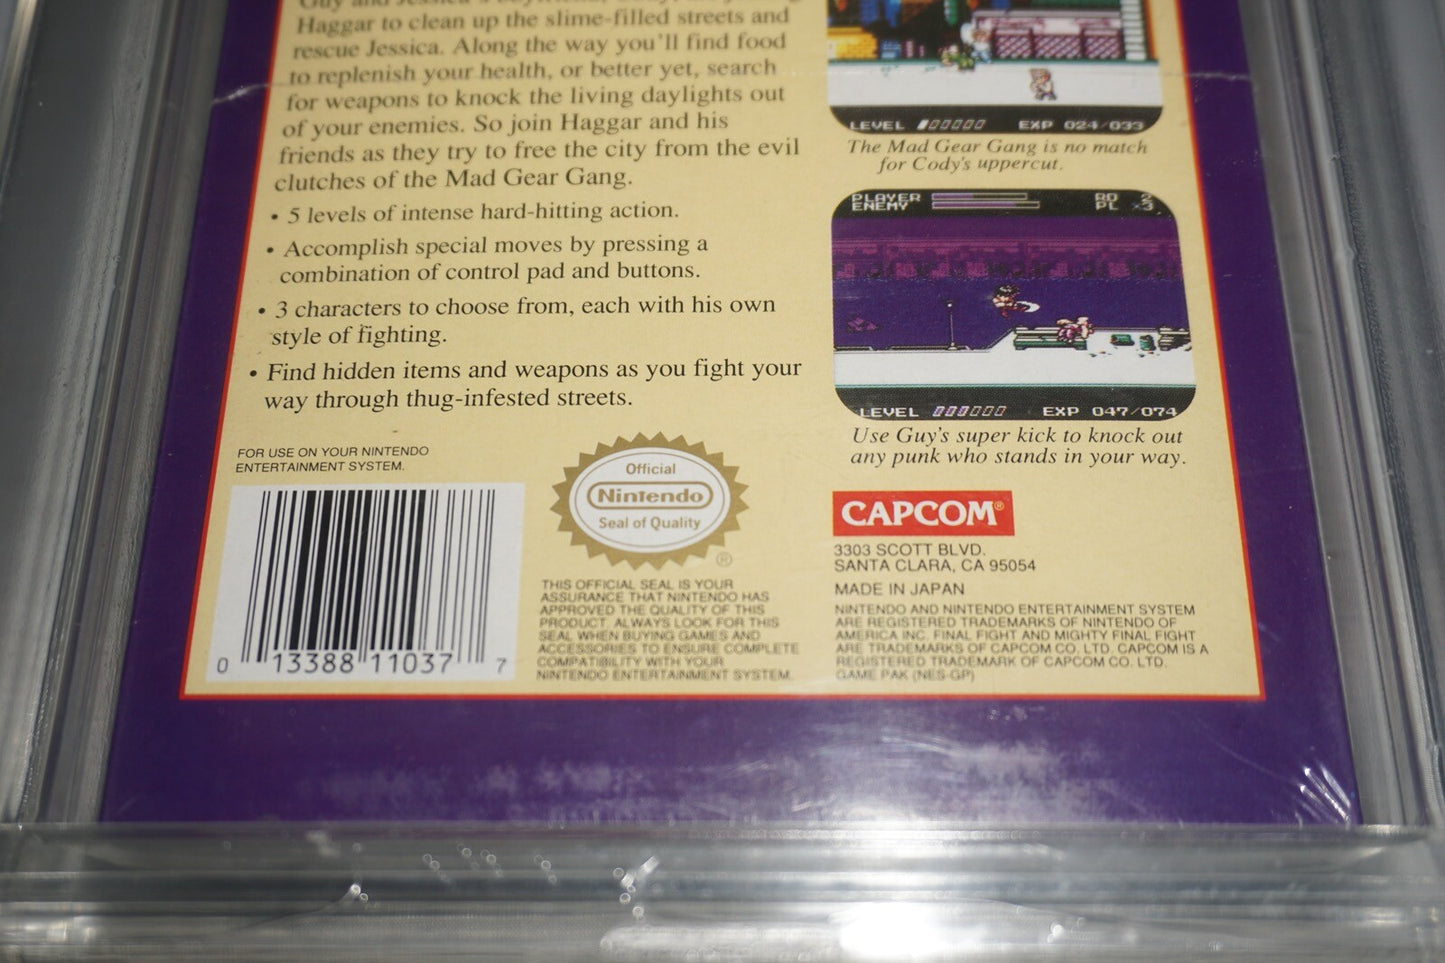 Haggar to clean up the slime-filled streets and
rescue Jessica. Along the way you'll find food
to replenish your health, or better yet, search
for weapons to knock the living daylights out
of your enemies. So join Haggar and his
friends as they try to free the city from the evil
clutches of the Mad Gear Gang.
• 5 levels of intense hard-hitting action.
• Accomplish special moves by pressing a
combination of control pad and buttons.
• 3 characters to choose from, each with his own
style of fighting.
• Find hidden items and weapons as you fight your
way through thug-infested streets.
LEVEL EXP 024/033
The Mad Gear Gang is no match
for Cody's uppercut.
PLAYER RD 2
ENEMY PL ×3
LEVEL EXP 047/074
Use Guy's super kick to knock out
any punk who stands in your way.
FOR USE ON YOUR NINTENDO
ENTERTAINMENT SYSTEM.
0 13388 11037 7
Official
Nintendo
Seal of Quality
®
THIS OFFICIAL SEAL IS YOUR
ASSURANCE THAT NINTENDO HAS
APPROVED THE QUALITY OF THIS
PRODUCT. ALWAYS LOOK FOR THIS
SEAL WHEN BUYING GAMES AND
ACCESSORIES TO ENSURE COMPLETE
COMPATIBILITY WITH YOUR
NINTENDO ENTERTAINMENT SYSTEM.
CAPCOM®
3303 SCOTT BLVD.
SANTA CLARA, CA 95054
MADE IN JAPAN
NINTENDO AND NINTENDO ENTERTAINMENT SYSTEM
ARE REGISTERED TRADEMARKS OF NINTENDO OF
AMERICA INC. FINAL FIGHT AND MIGHTY FINAL FIGHT
ARE TRADEMARKS OF CAPCOM CO. LTD. CAPCOM IS A
REGISTERED TRADEMARK OF CAPCOM CO. LTD.
GAME PAK (NES-GP)